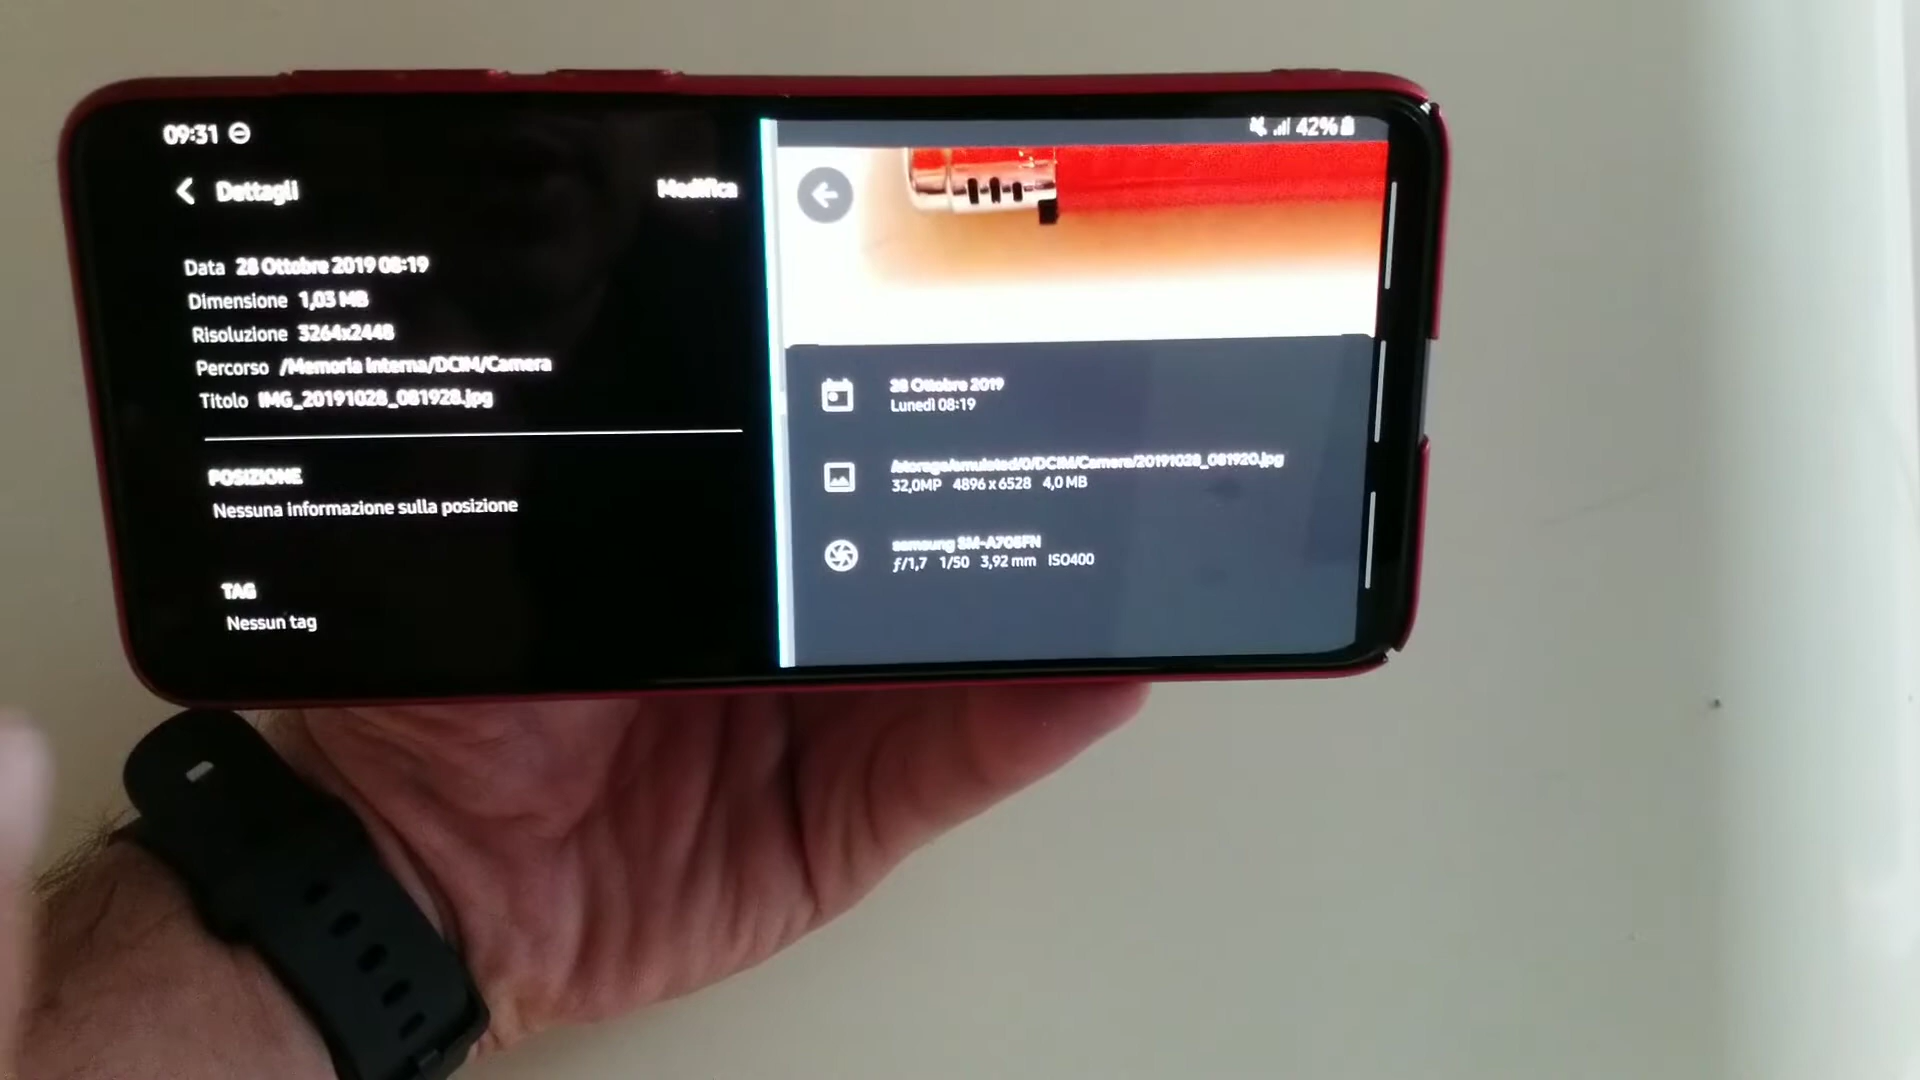 09:31
42%
Dettagli
Modifica
Data 28 Ottobre 2019 08:19
Dimensione 1,03 MB
Risoluzione 3264x2448
Percorso /Memoria interna/DCIM/Camera
Titolo IMG_20191028_081928.jpg
POSIZIONE
Nessuna informazione sulla posizione
TAG
Nessun tag
28 Ottobre 2019
Lunedì 08:19
/storage/emulated/0/DCIM/Camera/20191028_081920.jpg
32,0MP 4896 x 6528 4,0 MB
samsung SM-A705FN
ƒ/1,7 1/50 3,92 mm ISO400